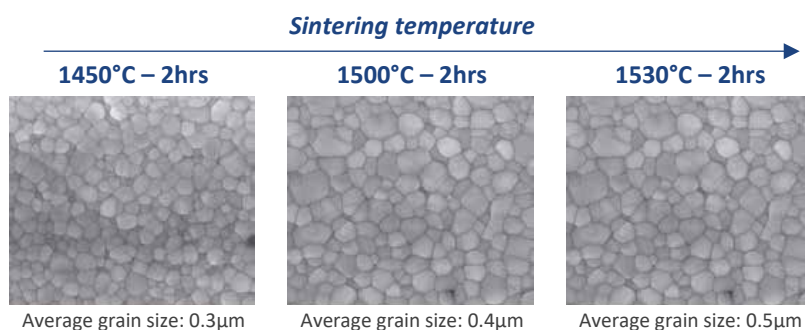 Sintering temperature
1450°C – 2hrs
1500°C – 2hrs
1530°C – 2hrs
Average grain size: 0.3µm
Average grain size: 0.4µm
Average grain size: 0.5µm